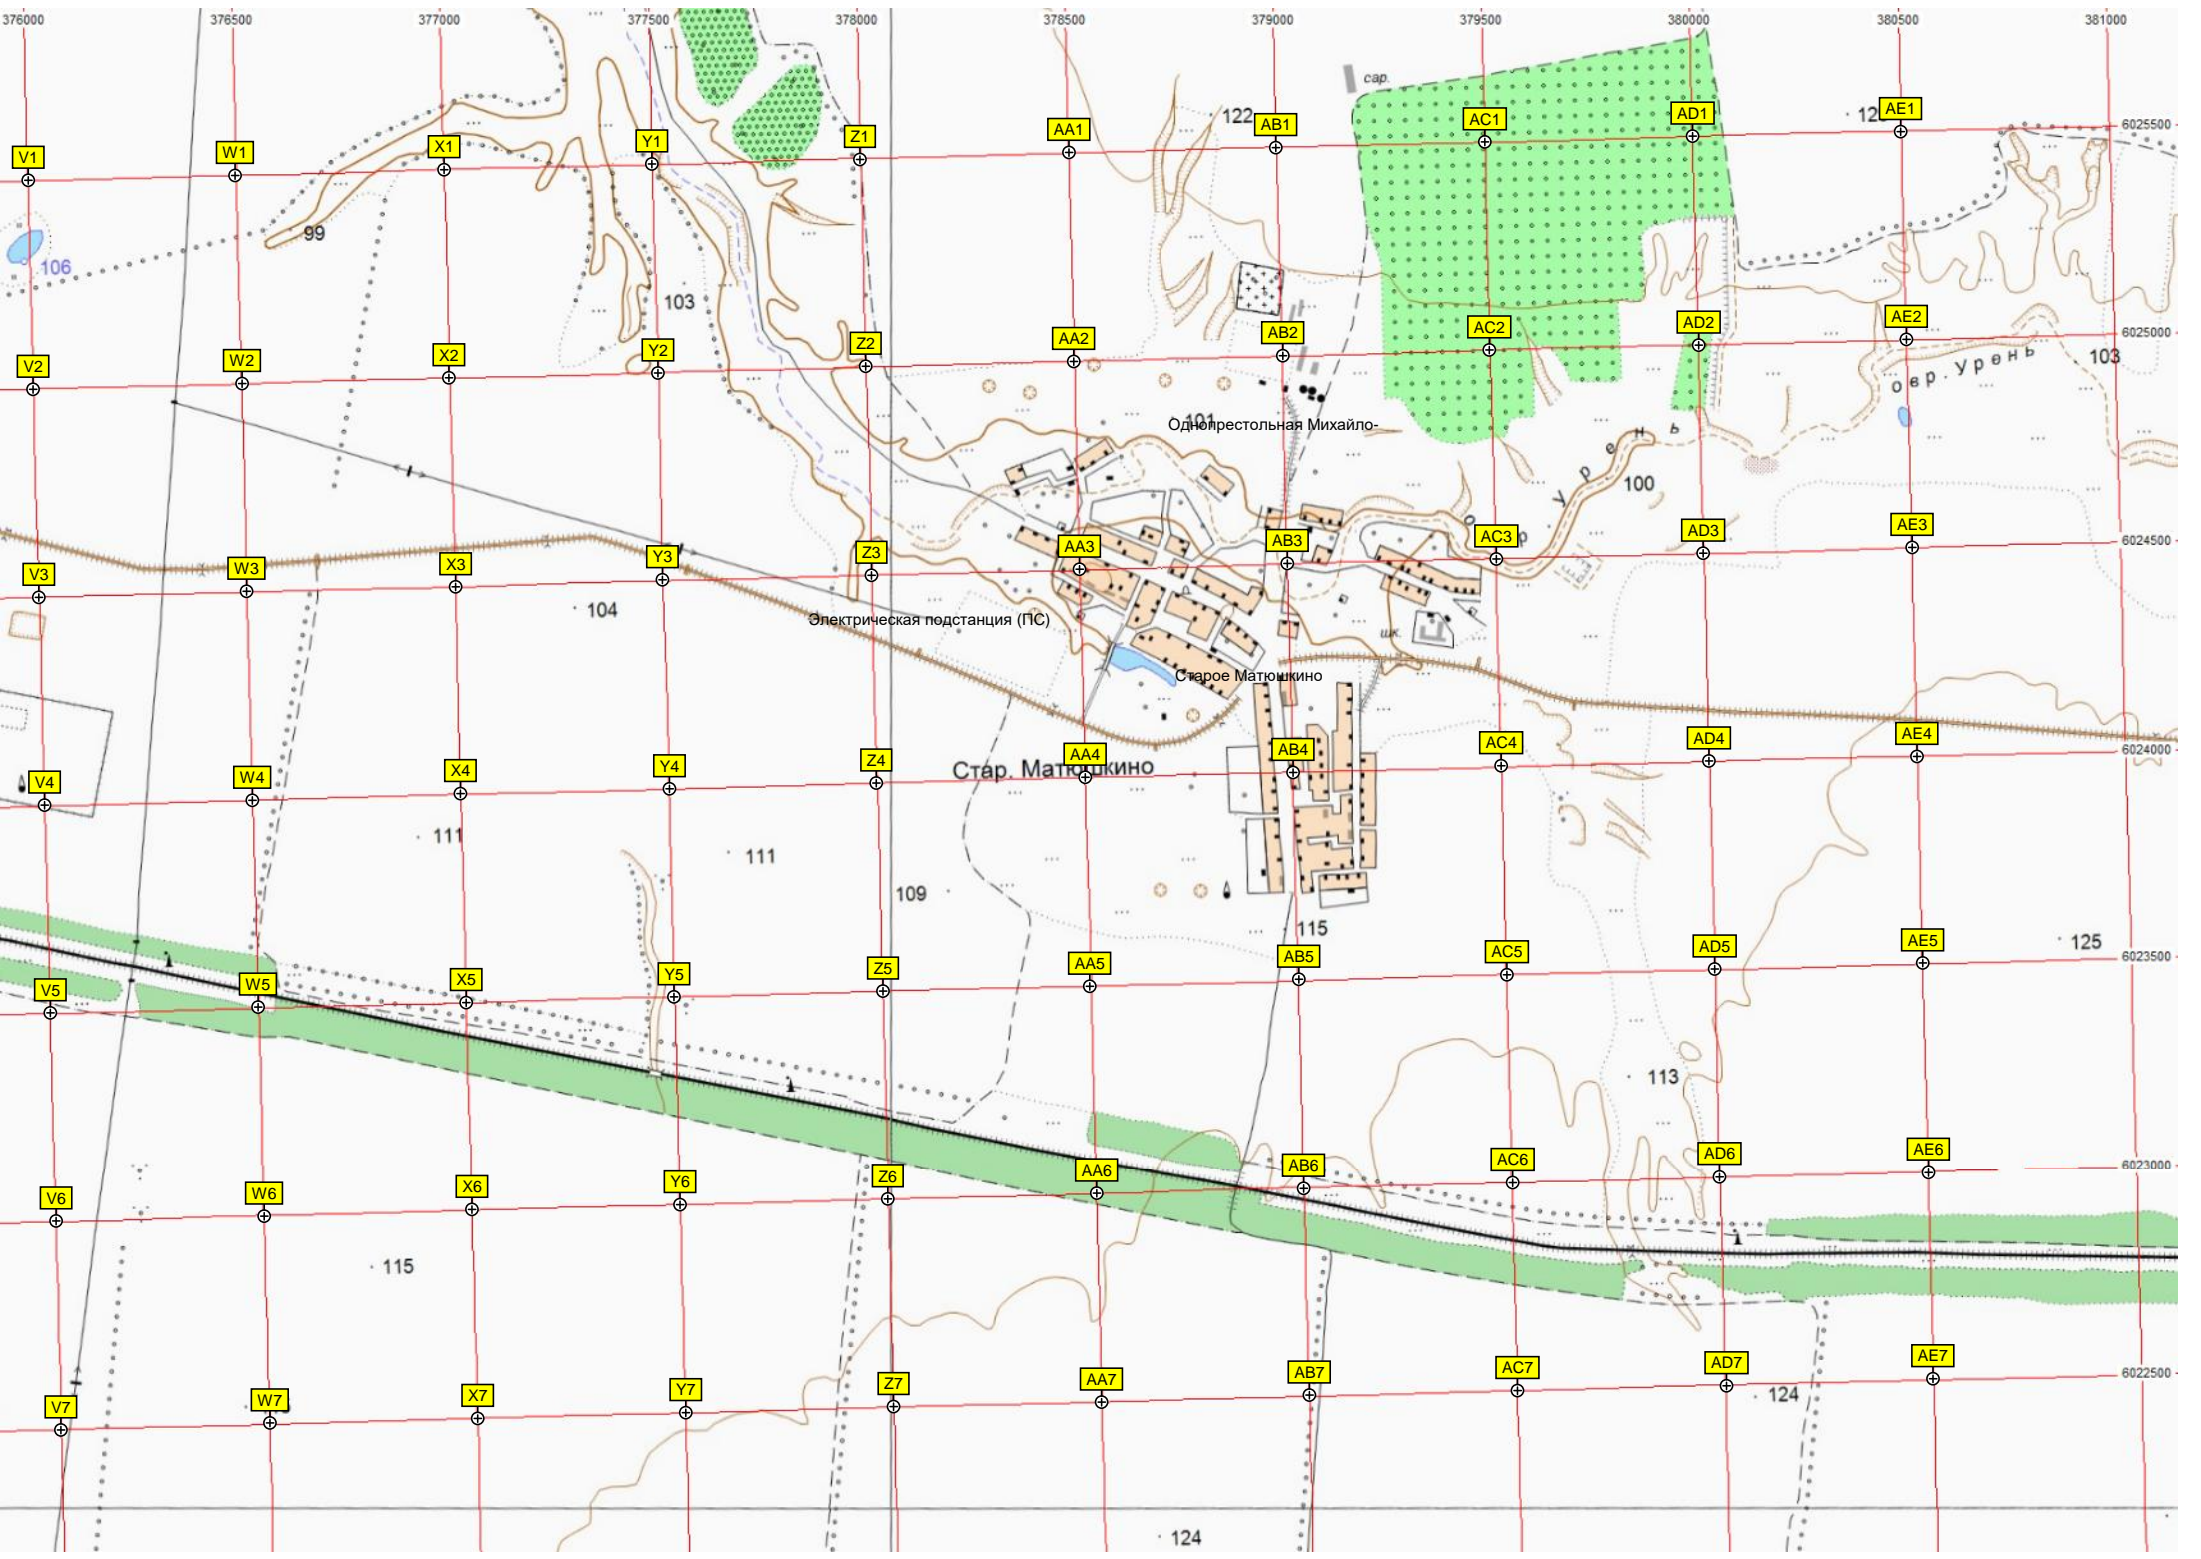 376000 376500 377000 377500 378000 378500 379000 379500 380000 380500 381000
сар.
122
6025500
V1 W1 X1 Y1 Z1 AA1 AB1 AC1 AD1 AE1
99
106
103
6025000
V2 W2 X2 Y2 Z2 AA2 AB2 AC2 AD2 AE2
103
овр. Урень
101
Однопрестольная Михайло-
овр. Урень
100
6024500
V3 W3 X3 Y3 Z3 AA3 AB3 AC3 AD3 AE3
104
Электрическая подстанция (ПС)
шк.
Старое Матюшкино
6024000
V4 W4 X4 Y4 Z4 AA4 AB4 AC4 AD4 AE4
Стар. Матюшкино
111
111
109
115
125
6023500
V5 W5 X5 Y5 Z5 AA5 AB5 AC5 AD5 AE5
113
6023000
V6 W6 X6 Y6 Z6 AA6 AB6 AC6 AD6 AE6
115
6022500
V7 W7 X7 Y7 Z7 AA7 AB7 AC7 AD7 AE7
124
124